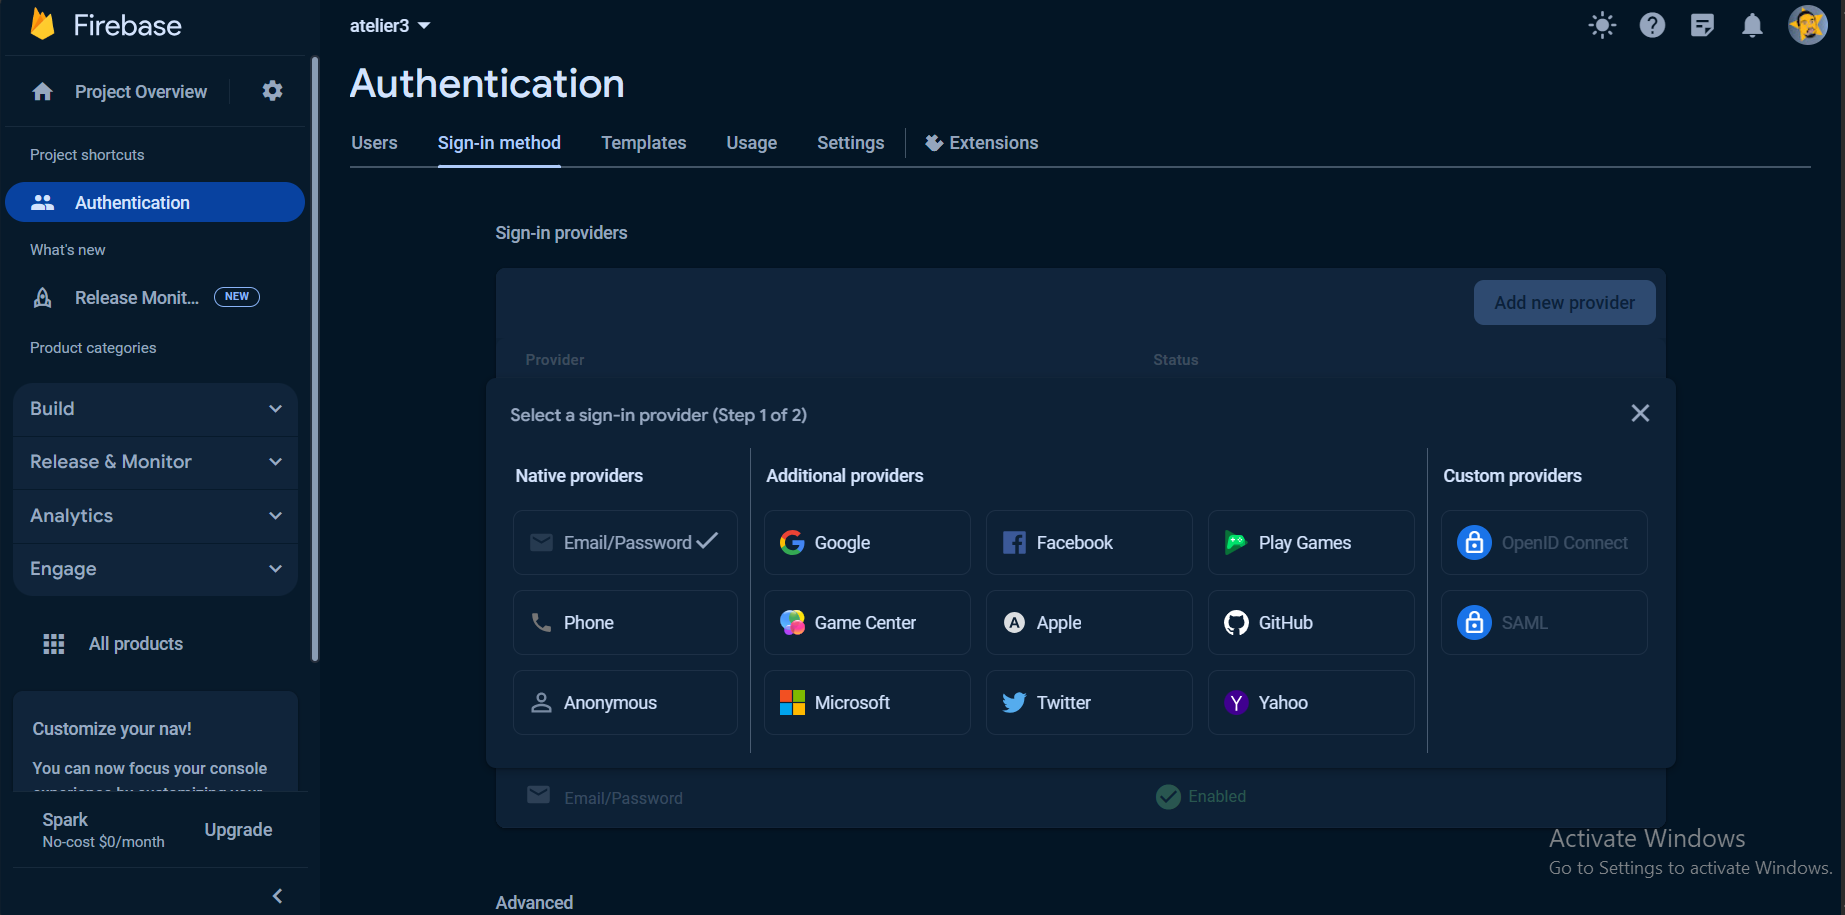 Firebase
Project Overview
Project shortcuts
Authentication
What's new
Release Monit...
NEW
Product categories
Build
Release & Monitor
Analytics
Engage
All products
Customize your nav!
You can now focus your console
experience by customizing your
Spark
No-cost $0/month
Upgrade
atelier3
Authentication
Users
Sign-in method
Templates
Usage
Settings
Extensions
Sign-in providers
Add new provider
Provider
Status
Select a sign-in provider (Step 1 of 2)
Native providers
Email/Password
Phone
Anonymous
Additional providers
Google
Facebook
Play Games
Game Center
Apple
GitHub
Microsoft
Twitter
Yahoo
Custom providers
OpenID Connect
SAML
Email/Password
Enabled
Advanced
Activate Windows
Go to Settings to activate Windows.